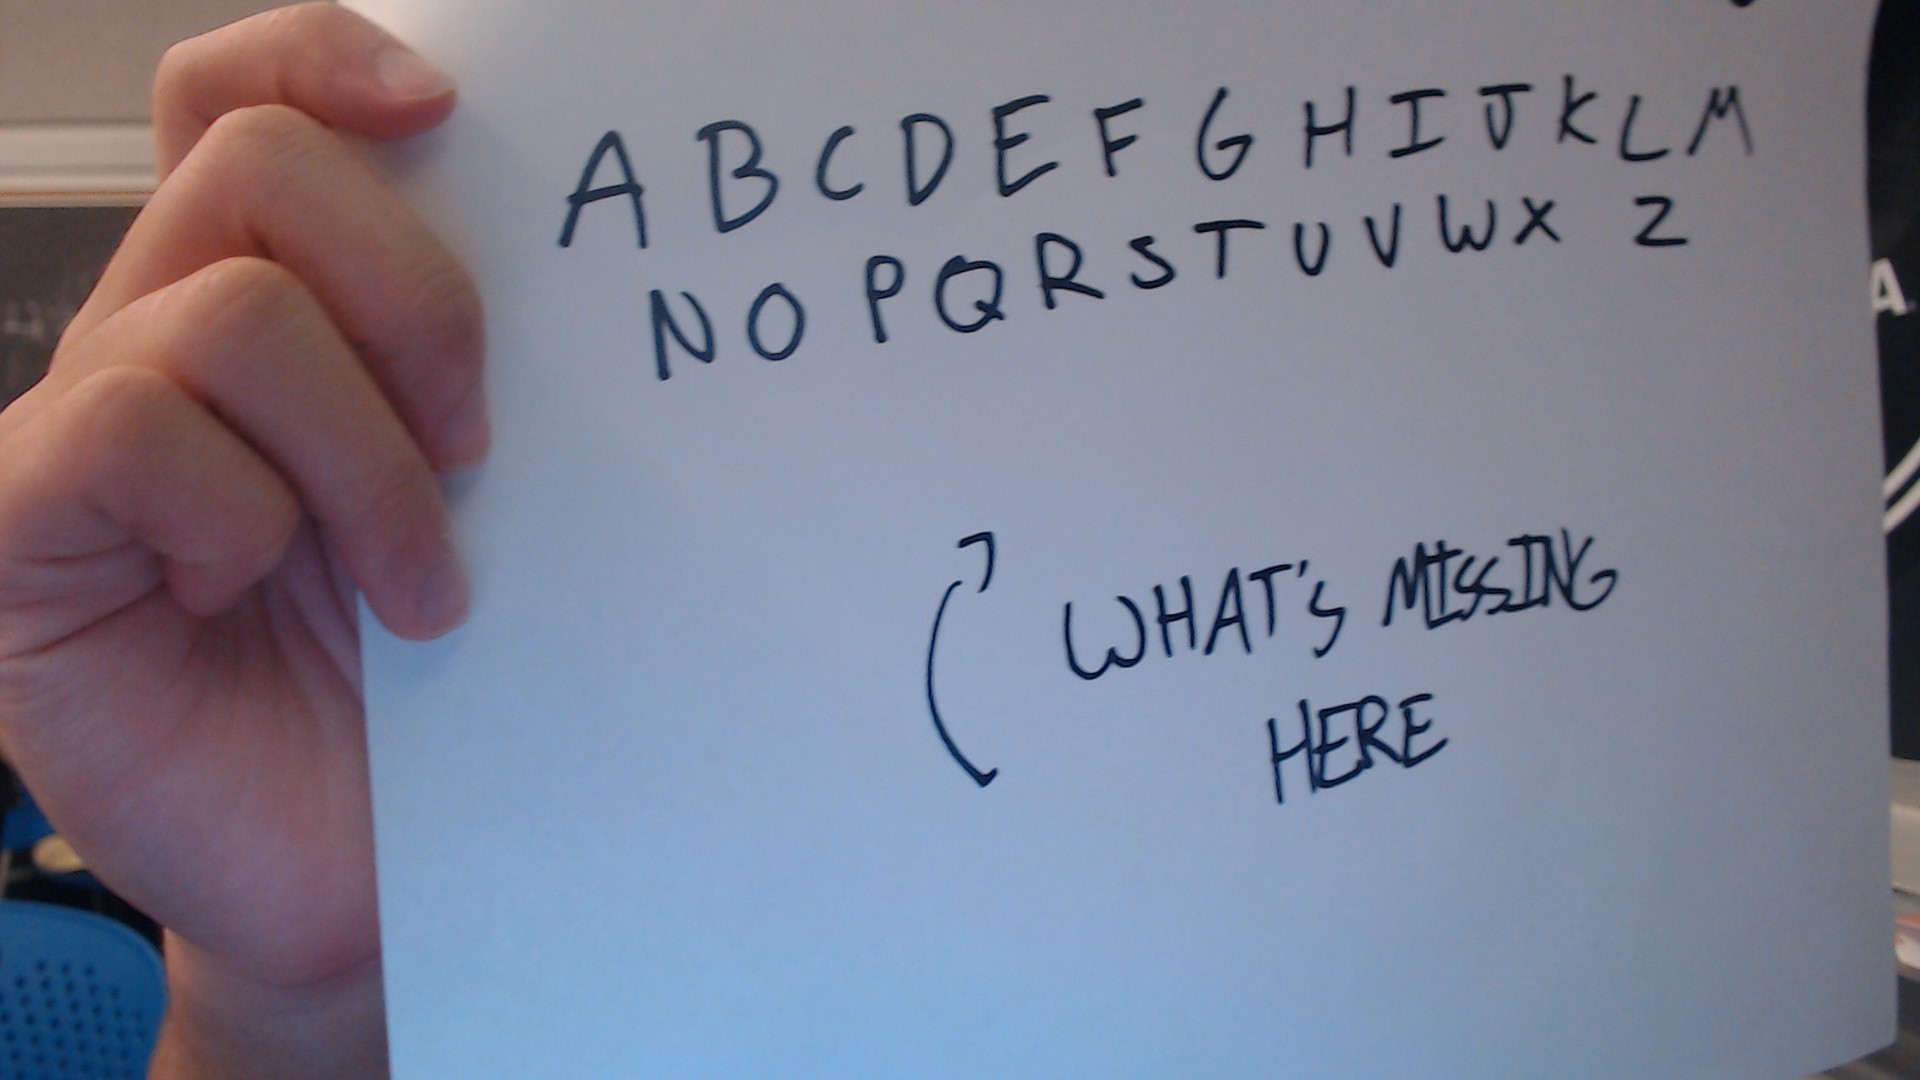 A B C D E F G H I J K L M
N O P Q R S T U V W X Z
WHAT'S MISSING
HERE
A